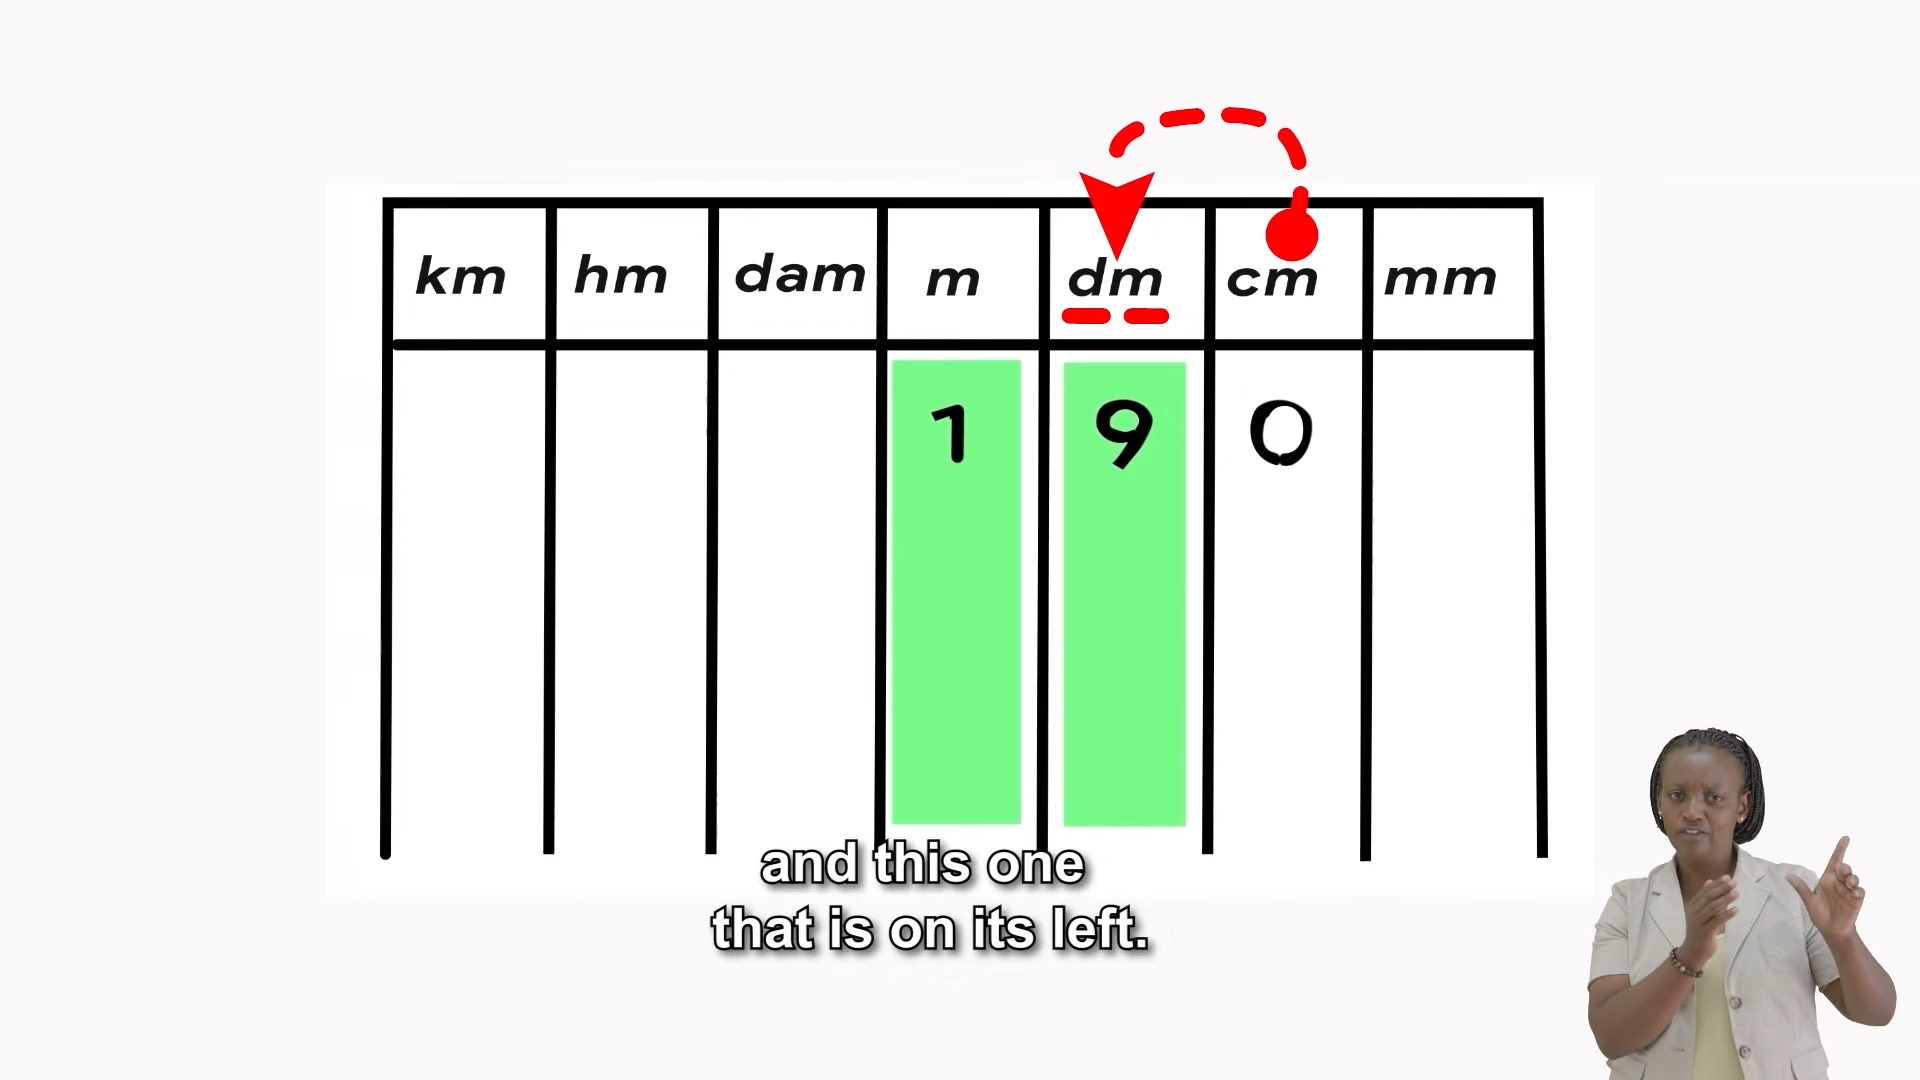 km hm dam m dm cm mm
1 9 0
and this one
that is on its left.